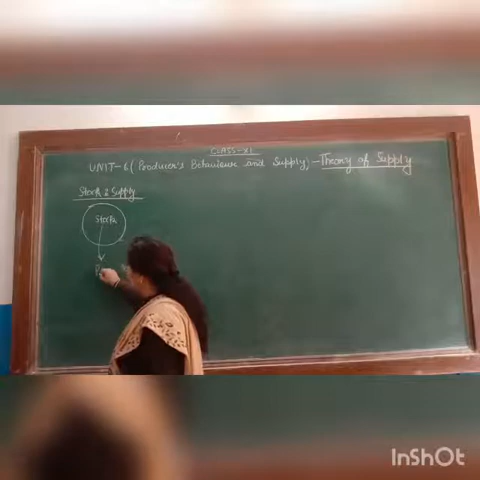 CLASS-XI
UNIT-6 (Producer's Behaviour and Supply) - Theory of Supply
Stock & Supply
Stock
InShOt